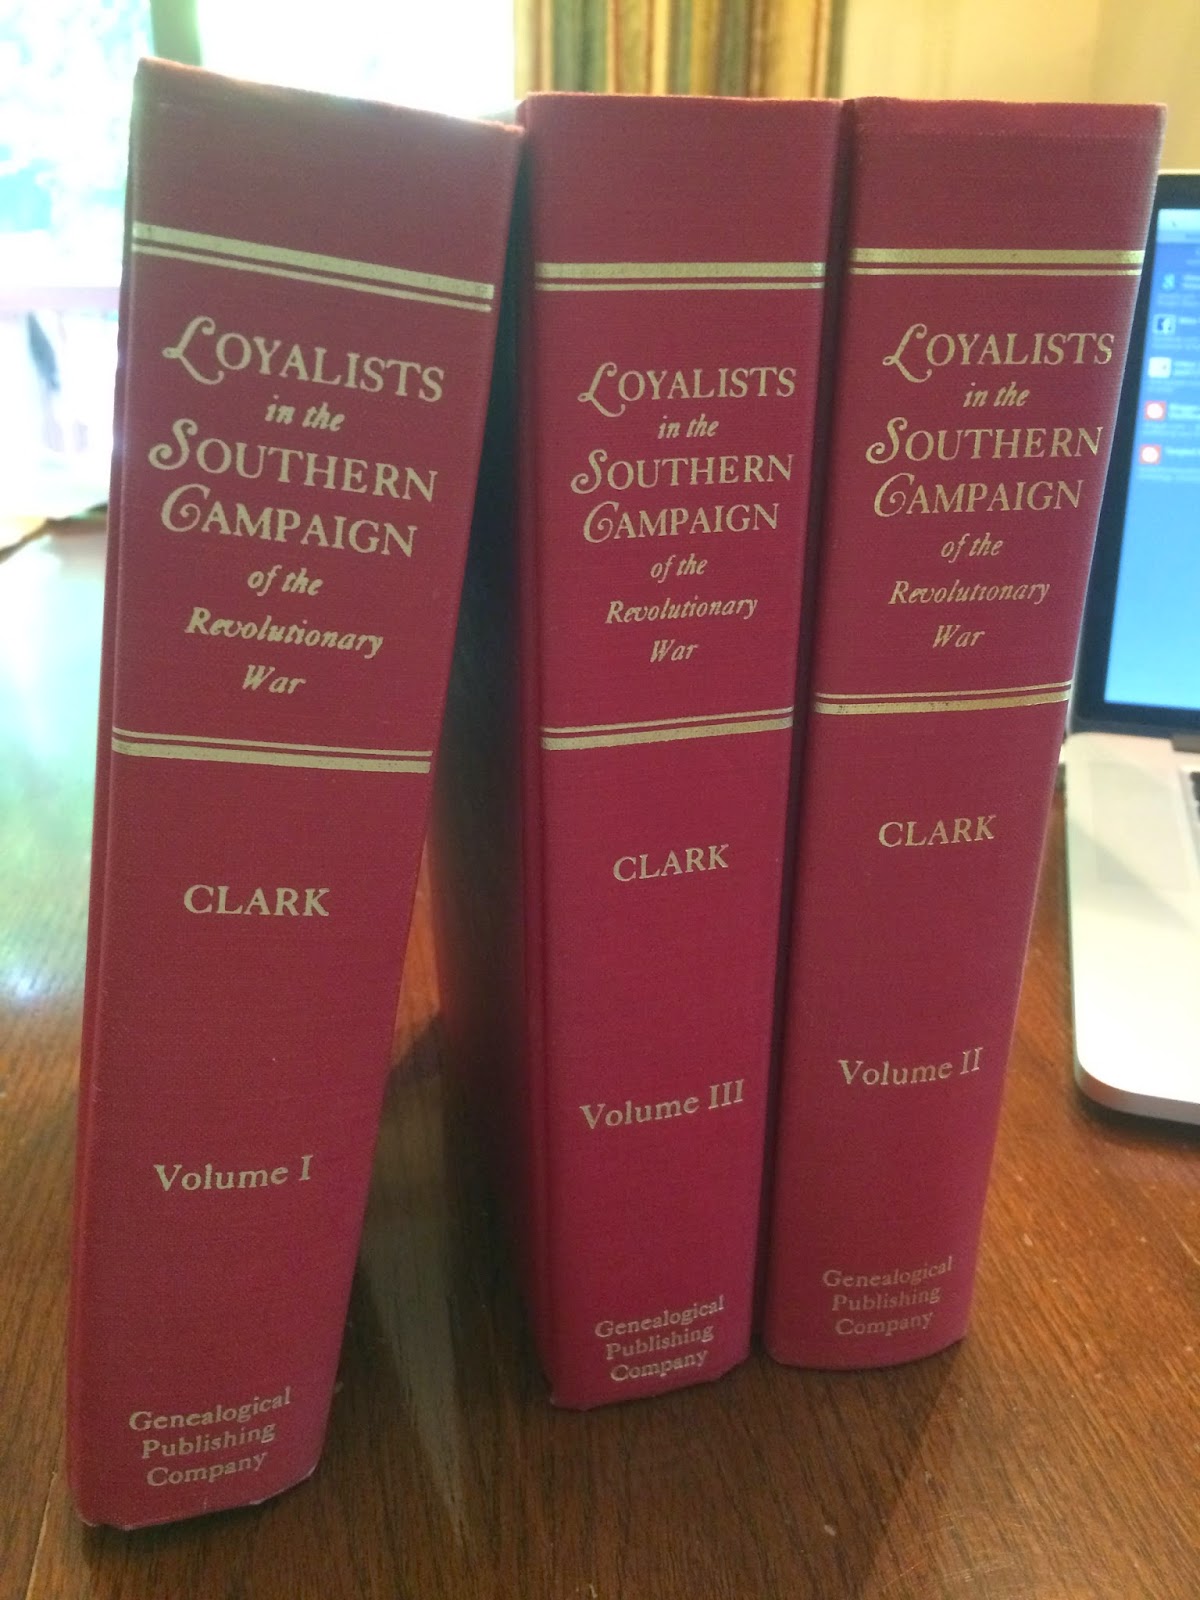 LOYALISTS
in the
SOUTHERN
CAMPAIGN
of the
Revolutionary
War
CLARK
Volume I
Genealogical
Publishing
Company
LOYALISTS
in the
SOUTHERN
CAMPAIGN
of the
Revolutionary
War
CLARK
Volume III
Genealogical
Publishing
Company
LOYALISTS
in the
SOUTHERN
CAMPAIGN
of the
Revolutionary
War
CLARK
Volume II
Genealogical
Publishing
Company